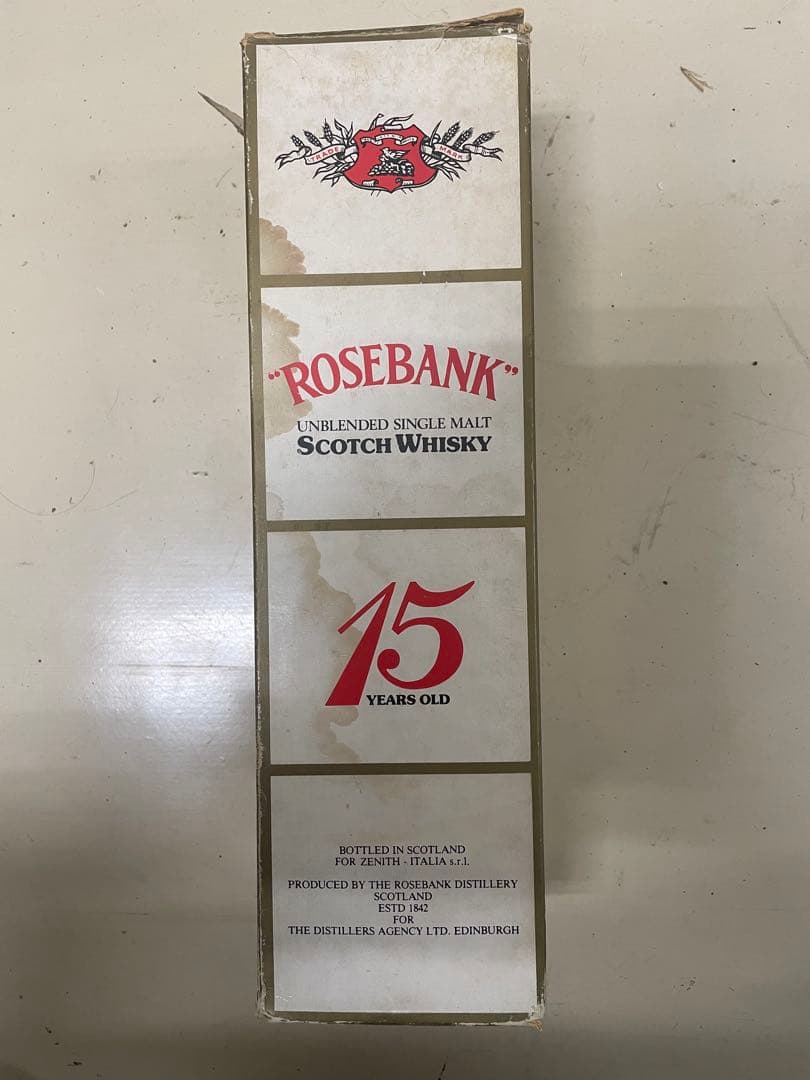 TRADE MARK
"ROSEBANK"
UNBLENDED SINGLE MALT
SCOTCH WHISKY
15
YEARS OLD
BOTTLED IN SCOTLAND
FOR ZENITH - ITALIA s.r.l.
PRODUCED BY THE ROSEBANK DISTILLERY
SCOTLAND
ESTD 1842
FOR
THE DISTILLERS AGENCY LTD. EDINBURGH